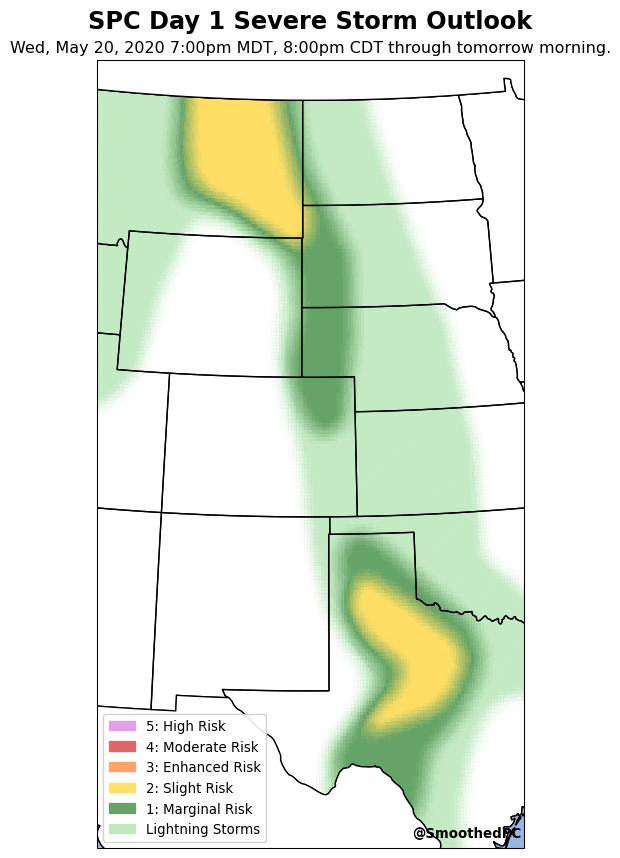 SPC Day 1 Severe Storm Outlook
Wed, May 20, 2020 7:00pm MDT, 8:00pm CDT through tomorrow morning.
5: High Risk
4: Moderate Risk
3: Enhanced Risk
2: Slight Risk
1: Marginal Risk
Lightning Storms
@SmoothedPC